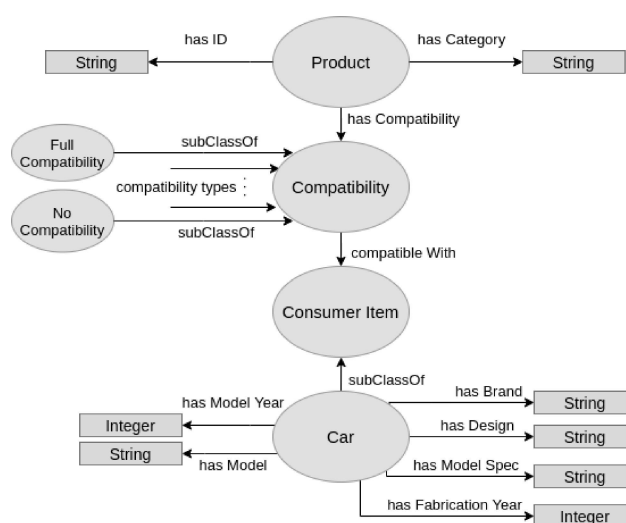 has ID
has Category
String
Product
String
has Compatibility
Full
Compatibility
subClassOf
compatibility types
Compatibility
No
Compatibility
subClassOf
compatible With
Consumer Item
subClassOf
has Model Year
has Brand
Integer
String
String
has Model
Car
has Design
String
has Model Spec
String
has Fabrication Year
Integer